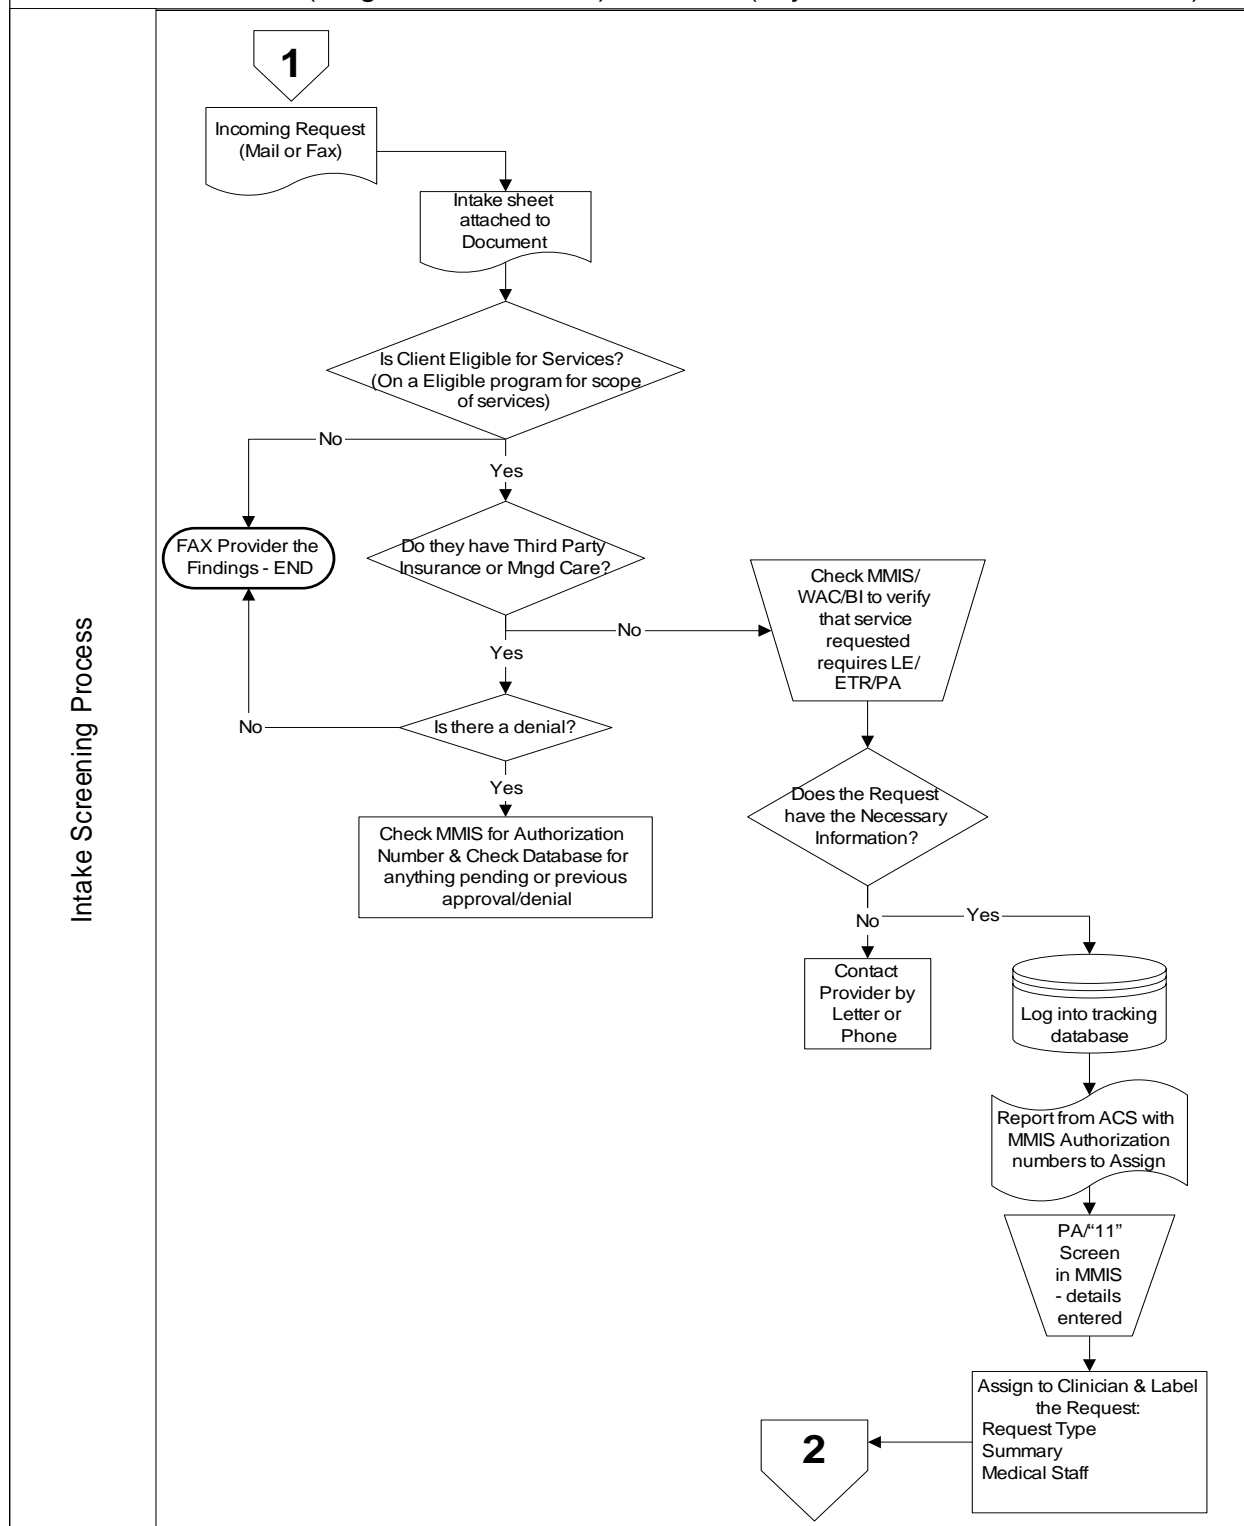 1
Incoming Request
(Mail or Fax)
Intake sheet
attached to
Document
Is Client Eligible for Services?
(On a Eligible program for scope
of services)
No
Yes
FAX Provider the
Findings - END
Do they have Third Party
Insurance or Mngd Care?
Check MMIS/
WAC/BI to verify
that service
requested
requires LE/
ETR/PA
No
Yes
Is there a denial?
No
Yes
Check MMIS for Authorization
Number & Check Database for
anything pending or previous
approval/denial
Does the Request
have the Necessary
Information?
No
Yes
Contact
Provider by
Letter or
Phone
Log into tracking
database
Report from ACS with
MMIS Authorization
numbers to Assign
PA/“11”
Screen
in MMIS
- details
entered
Assign to Clinician & Label
the Request:
Request Type
Summary
Medical Staff
2
Intake Screening Process